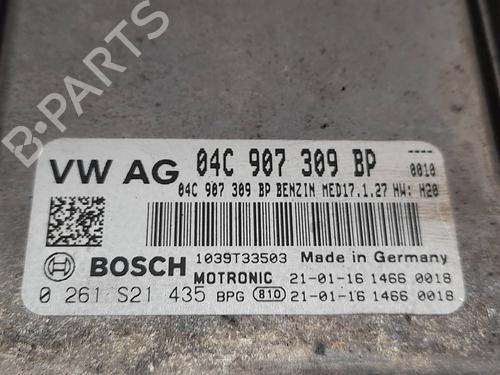 VW AG 04C 907 309 BP ----
0010
04C 907 309 BP BENZIN MED17.1.27 HW: H20
1039T33503 Made in Germany
BOSCH MOTRONIC 21-01-16 1466 0018
0 261 S21 435 BPG 810 21-01-16 1466 0018
B-PARTS